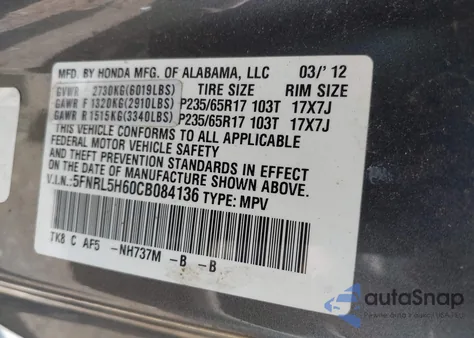 MFD. BY HONDA MFG. OF ALABAMA, LLC 03/' 12
GVWR 2730KG(6019LBS) TIRE SIZE RIM SIZE
GAWR F 1320KG(2910LBS) P235/65R17 103T 17X7J
GAWR R 1515KG(3340LBS) P235/65R17 103T 17X7J
THIS VEHICLE CONFORMS TO ALL APPLICABLE
FEDERAL MOTOR VEHICLE SAFETY
AND THEFT PREVENTION STANDARDS IN EFFECT
ON THE DATE OF MANUFACTURE SHOWN ABOVE.
V.I.N.:5FNRL5H60CB084136 TYPE: MPV
TK8 C AF5 -NH737M -B -B
autoSnap